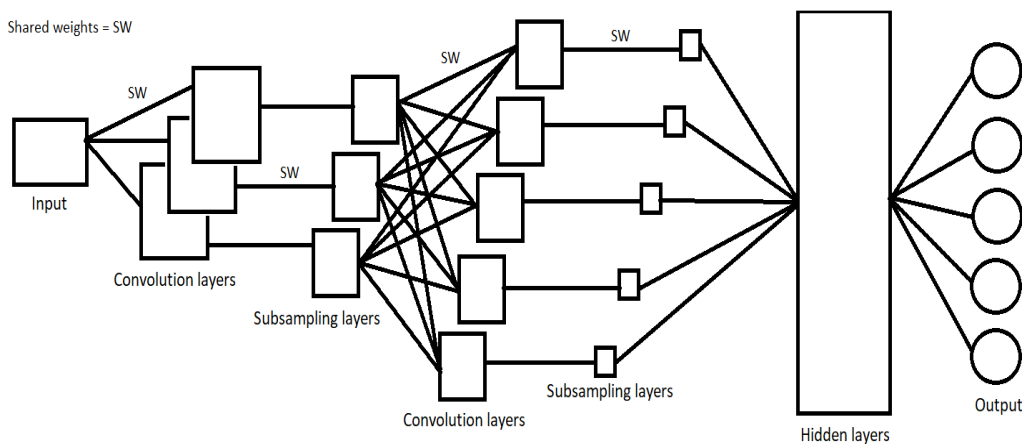 Shared weights = SW
SW
SW
SW
SW
Input
Convolution layers
Subsampling layers
Convolution layers
Subsampling layers
Hidden layers
Output